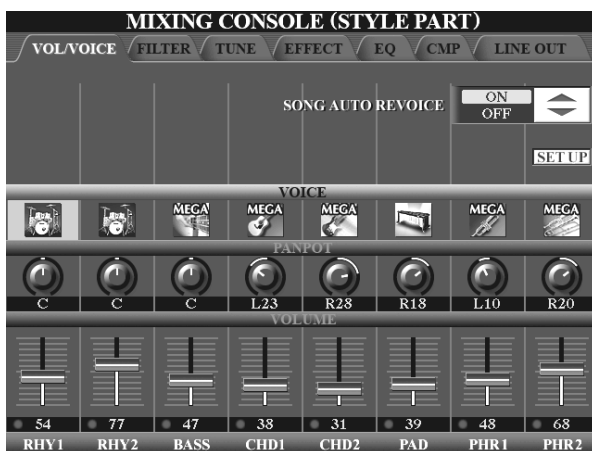 MIXING CONSOLE (STYLE PART)
VOL/VOICE FILTER TUNE EFFECT EQ CMP LINE OUT
SONG AUTO REVOICE ON
OFF
SET UP
VOICE
MEGA MEGA MEGA MEGA MEGA
PANPOT
C C C L23 R28 R18 L10 R20
VOLUME
54 77 47 38 31 39 48 68
RHY1 RHY2 BASS CHD1 CHD2 PAD PHR1 PHR2